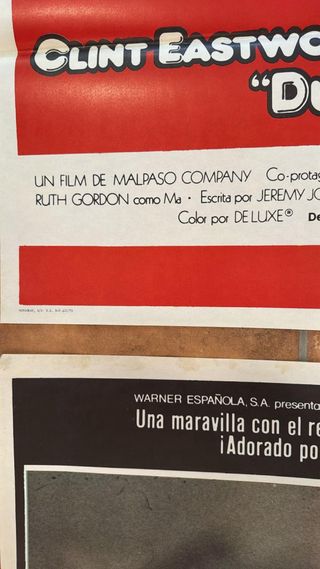 CLINT EASTWO
"DU
UN FILM DE MALPASO COMPANY Co-protag
RUTH GORDON como Ma · Escrita por JEREMY JO
Color por DE LUXE® De
WARNER ESPAÑOLA, S.A. presenta
Una maravilla con el re
¡Adorado po